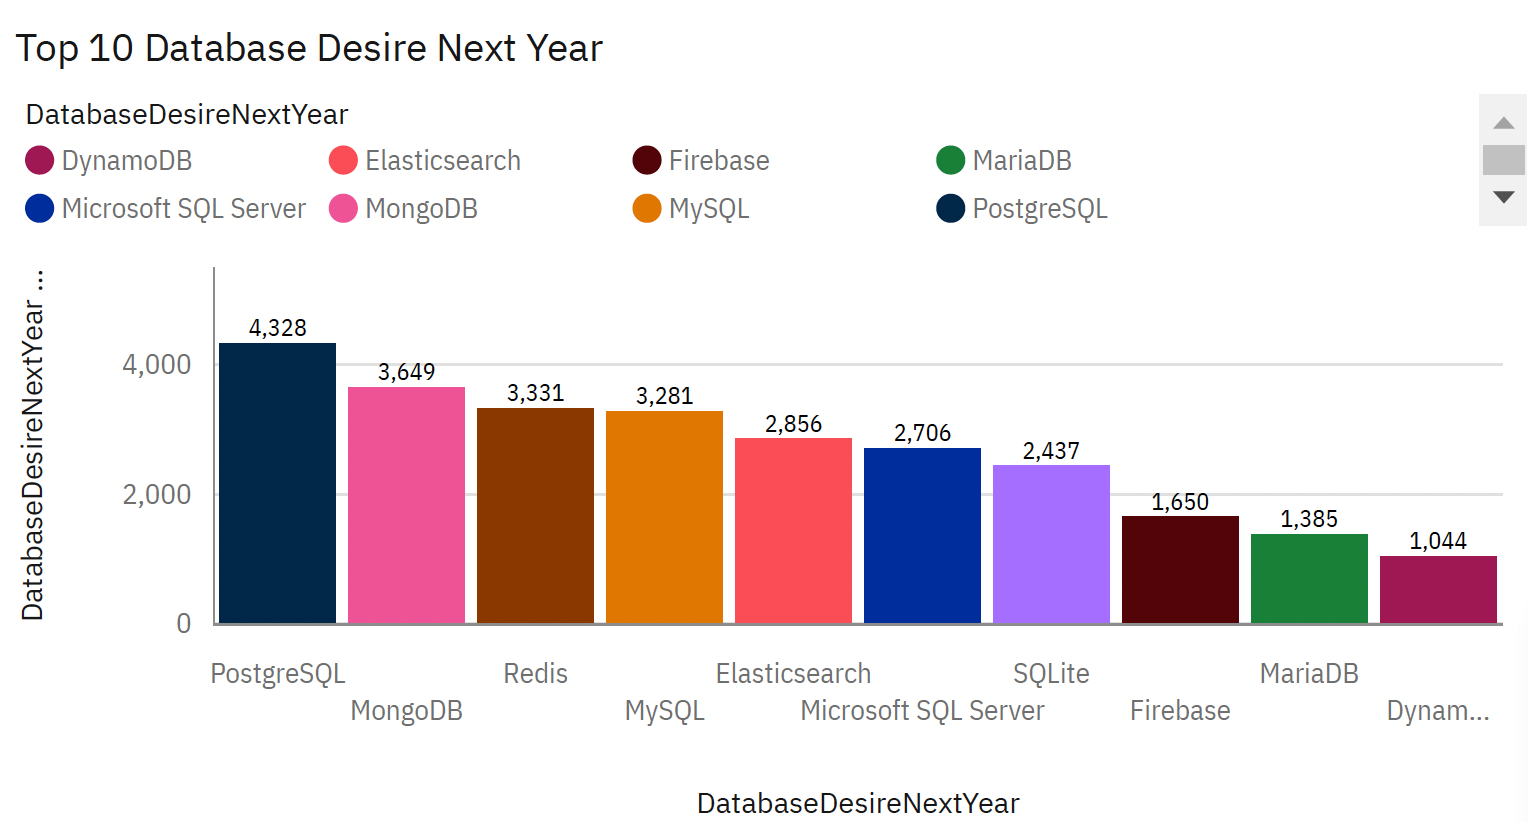 Top 10 Database Desire Next Year
DatabaseDesireNextYear
DynamoDB Elasticsearch Firebase MariaDB
Microsoft SQL Server MongoDB MySQL PostgreSQL
DatabaseDesireNextYear ...
4,000
2,000
0
4,328
3,649
3,331
3,281
2,856
2,706
2,437
1,650
1,385
1,044
PostgreSQL Redis Elasticsearch SQLite MariaDB
MongoDB MySQL Microsoft SQL Server Firebase Dynam...
DatabaseDesireNextYear